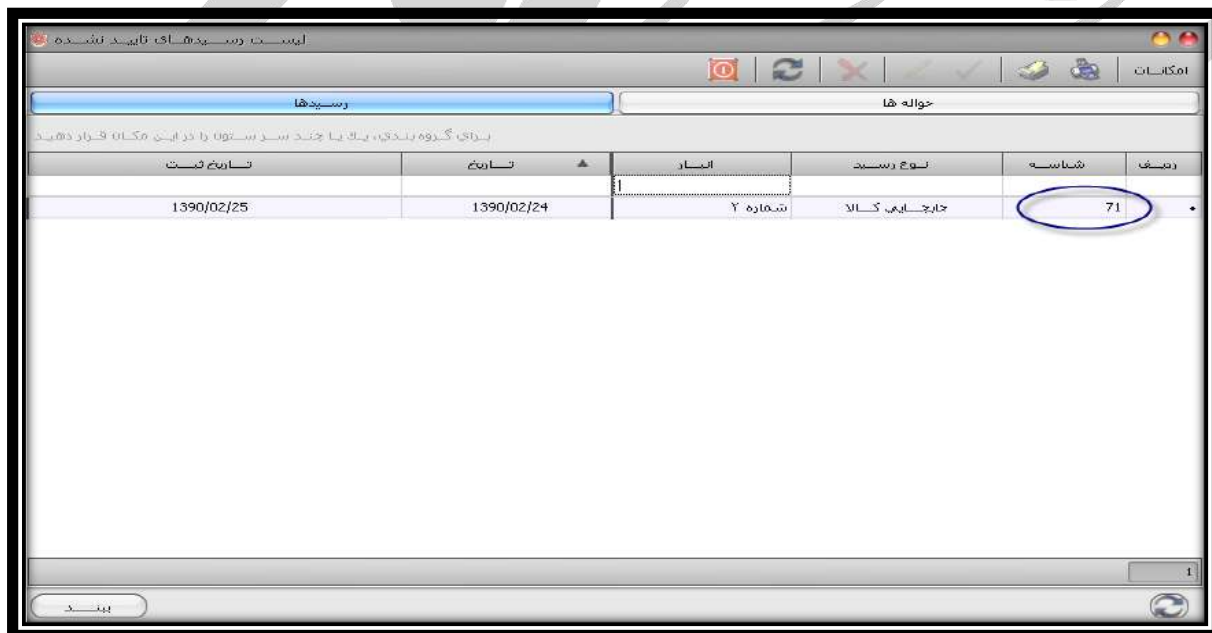 لیست رسیدهای تایید نشده
امکانات
حواله ها رسیدها
برای گروه بندی، یك یا چند سر ستون را در این مکان قرار دهید
ردیف شناسه نوع رسید انبار تاریخ تاریخ ثبت
71 جابجایی کالا شماره ۲ 1390/02/24 1390/02/25
1
ببند